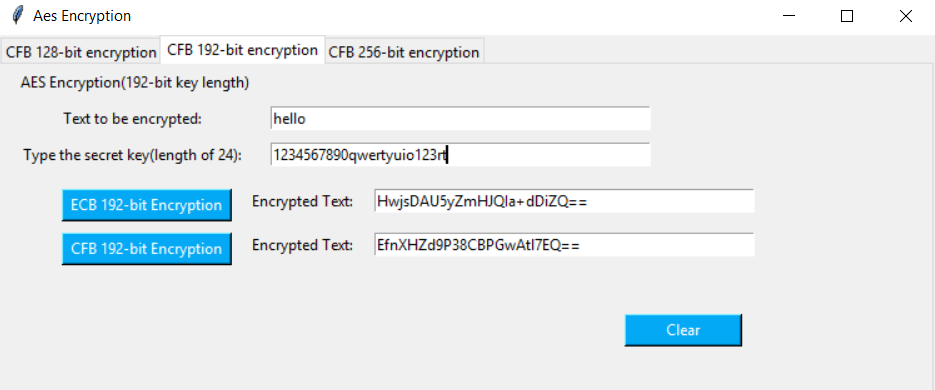 Aes Encryption
CFB 128-bit encryption CFB 192-bit encryption CFB 256-bit encryption
AES Encryption(192-bit key length)
Text to be encrypted: hello
Type the secret key(length of 24): 1234567890qwertyuio123rt
ECB 192-bit Encryption Encrypted Text: HwjsDAU5yZmHJQla+dDiZQ==
CFB 192-bit Encryption Encrypted Text: EfnXHZd9P38CBPGwAtI7EQ==
Clear